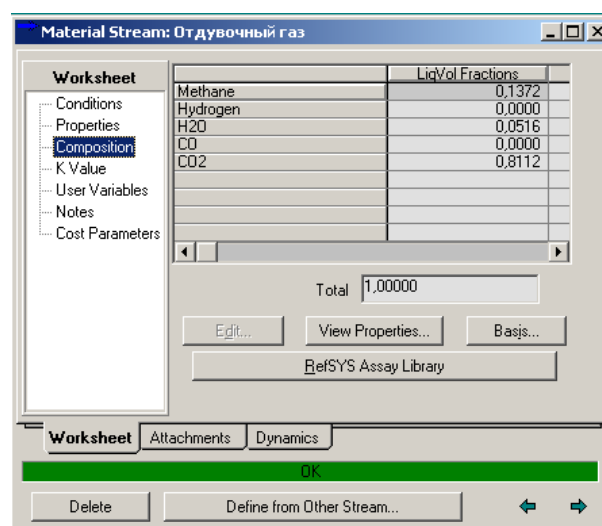 Material Stream: Отдувочный газ
Worksheet
Conditions
Properties
Composition
K Value
User Variables
Notes
Cost Parameters
LiqVol Fractions
Methane 0,1372
Hydrogen 0,0000
H2O 0,0516
CO 0,0000
CO2 0,8112
Total 1,00000
Edit... View Properties... Basis...
RefSYS Assay Library
Worksheet Attachments Dynamics
OK
Delete Define from Other Stream...